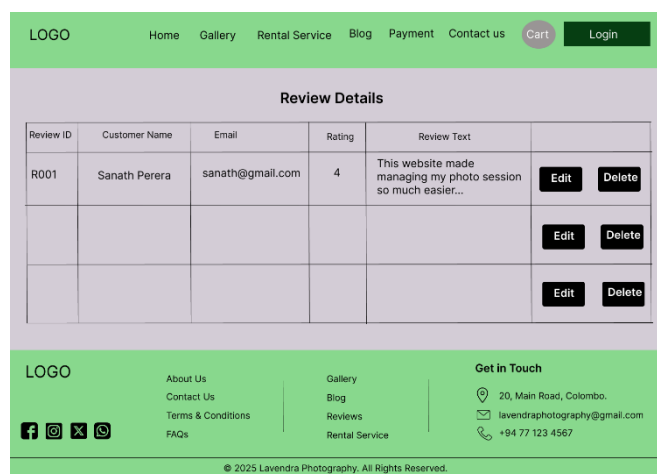 LOGO Home Gallery Rental Service Blog Payment Contact us Cart Login
Review Details
Review ID Customer Name Email Rating Review Text
R001 Sanath Perera sanath@gmail.com 4 This website made
managing my photo session
so much easier...
Edit Delete
Edit Delete
Edit Delete
LOGO
About Us
Contact Us
Terms & Conditions
FAQs
Gallery
Blog
Reviews
Rental Service
Get in Touch
20, Main Road, Colombo.
lavendraphotography@gmail.com
+94 77 123 4567
© 2025 Lavendra Photography. All Rights Reserved.